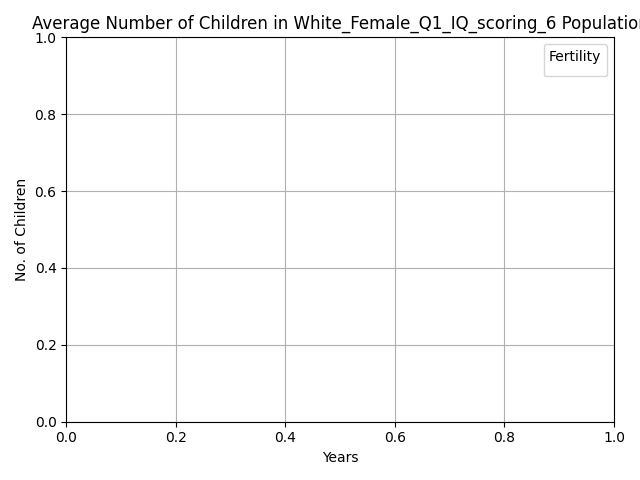 Average Number of Children in White_Female_Q1_IQ_scoring_6 Population
Fertility
1.0
0.8
0.6
0.4
0.2
0.0
No. of Children
0.0 0.2 0.4 0.6 0.8 1.0
Years